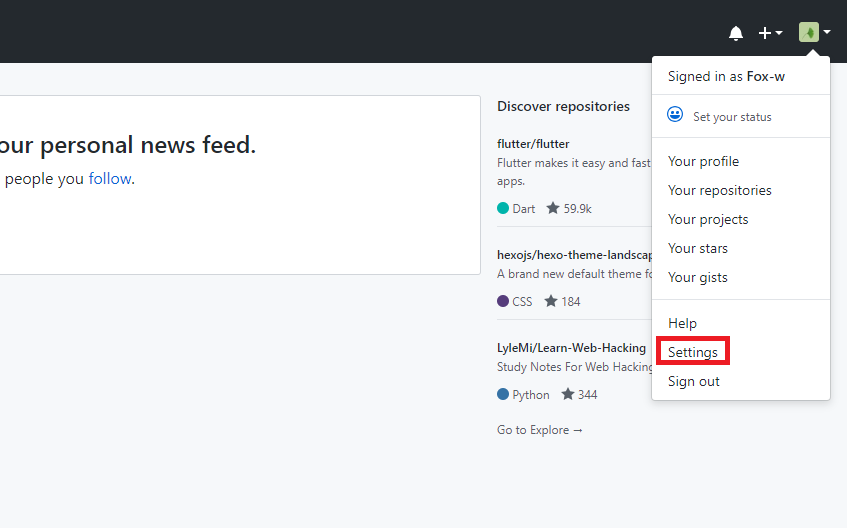 our personal news feed.
people you follow.
Discover repositories
flutter/flutter
Flutter makes it easy and fast
apps.
Dart 59.9k
hexojs/hexo-theme-landscap
A brand new default theme fo
CSS 184
LyleMi/Learn-Web-Hacking
Study Notes For Web Hacking
Python 344
Go to Explore →
Signed in as Fox-w
Set your status
Your profile
Your repositories
Your projects
Your stars
Your gists
Help
Settings
Sign out